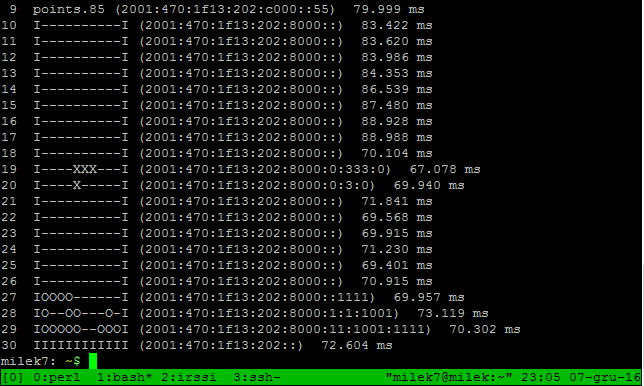 9  points.85 (2001:470:1f13:202:c000::55)  79.999 ms
10  I----------I (2001:470:1f13:202:8000::)  83.422 ms
11  I----------I (2001:470:1f13:202:8000::)  83.620 ms
12  I----------I (2001:470:1f13:202:8000::)  83.986 ms
13  I----------I (2001:470:1f13:202:8000::)  84.353 ms
14  I----------I (2001:470:1f13:202:8000::)  86.539 ms
15  I----------I (2001:470:1f13:202:8000::)  87.480 ms
16  I----------I (2001:470:1f13:202:8000::)  88.928 ms
17  I----------I (2001:470:1f13:202:8000::)  88.988 ms
18  I----------I (2001:470:1f13:202:8000::)  70.104 ms
19  I----XXX---I (2001:470:1f13:202:8000:0:333:0)  67.078 ms
20  I----X-----I (2001:470:1f13:202:8000:0:3:0)  69.940 ms
21  I----------I (2001:470:1f13:202:8000::)  71.841 ms
22  I----------I (2001:470:1f13:202:8000::)  69.568 ms
23  I----------I (2001:470:1f13:202:8000::)  69.915 ms
24  I----------I (2001:470:1f13:202:8000::)  71.230 ms
25  I----------I (2001:470:1f13:202:8000::)  69.401 ms
26  I----------I (2001:470:1f13:202:8000::)  70.915 ms
27  IOOOO------I (2001:470:1f13:202:8000::1111)  69.957 ms
28  IO--OO---O-I (2001:470:1f13:202:8000:1:1:1001)  73.119 ms
29  IOOOOO--OOOI (2001:470:1f13:202:8000:11:1001:1111)  70.302 ms
30  IIIIIIIIIIII (2001:470:1f13:202::)  72.604 ms
milek7: ~$
[0] 0:perl  1:bash* 2:irssi  3:ssh-  "milek7@milek:~" 23:05 07-gru-16